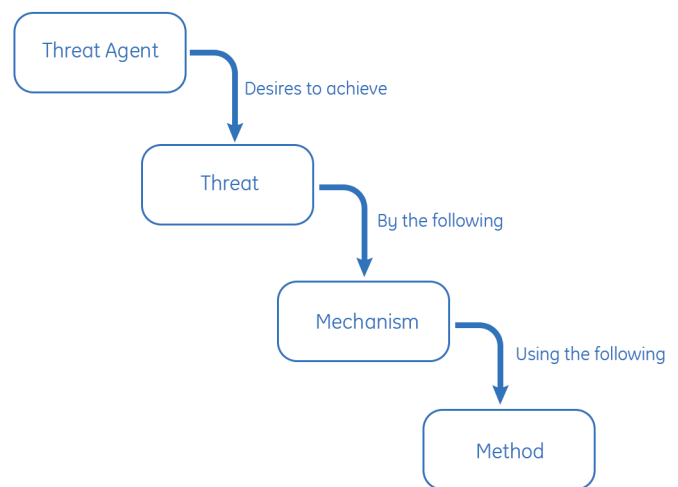 Threat Agent
Desires to achieve
Threat
By the following
Mechanism
Using the following
Method